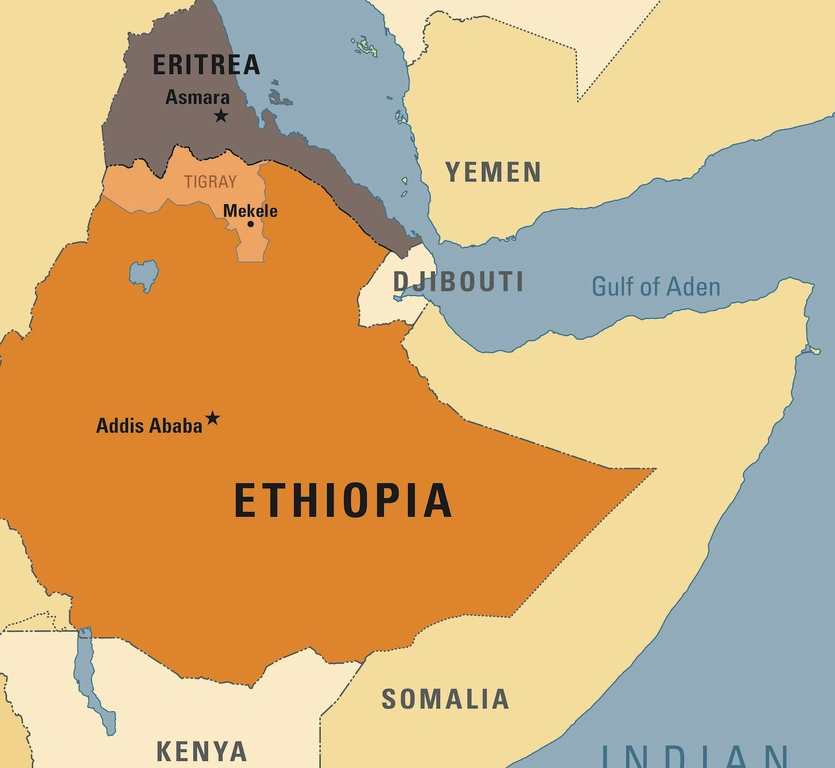 ERITREA
Asmara
YEMEN
TIGRAY
Mekele
DJIBOUTI
Gulf of Aden
Addis Ababa
ETHIOPIA
SOMALIA
KENYA
INDIAN